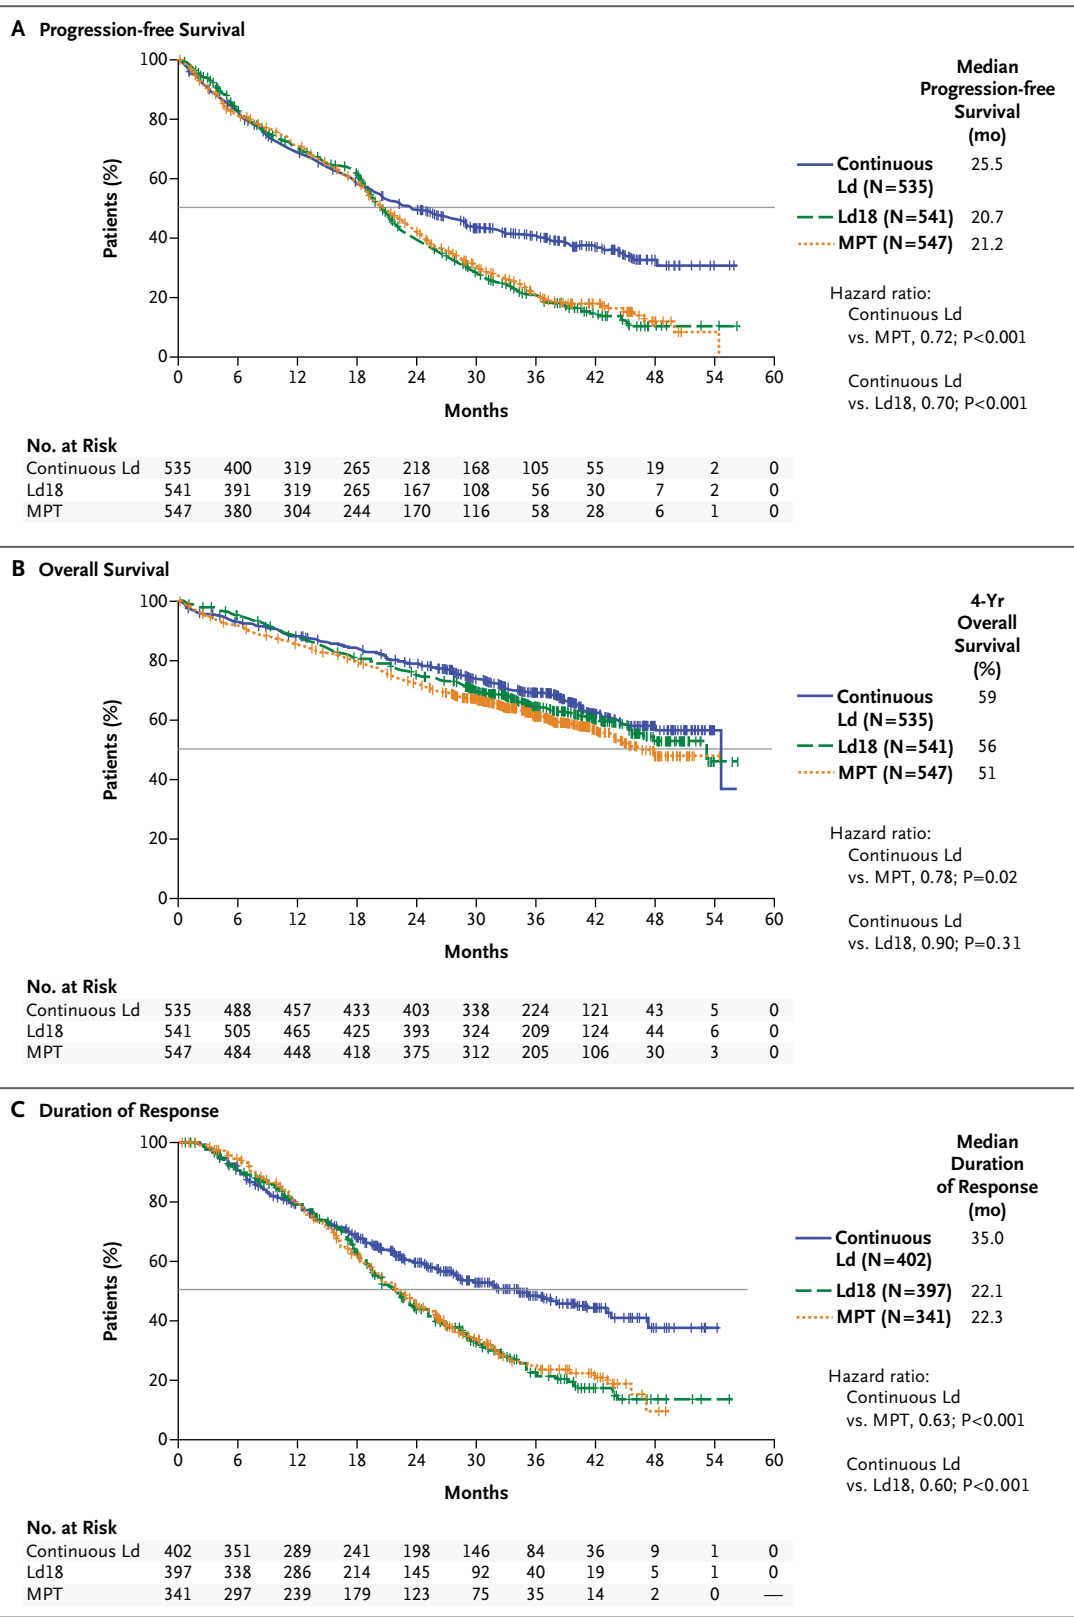 A Progression-free Survival
Median
Progression-free
Survival
(mo)
Continuous
Ld (N=535) 25.5
Ld18 (N=541) 20.7
MPT (N=547) 21.2
Hazard ratio:
Continuous Ld
vs. MPT, 0.72; P<0.001
Continuous Ld
vs. Ld18, 0.70; P<0.001
Patients (%)
100
80
60
40
20
0
0 6 12 18 24 30 36 42 48 54 60
Months
No. at Risk
Continuous Ld 535 400 319 265 218 168 105 55 19 2 0
Ld18 541 391 319 265 167 108 56 30 7 2 0
MPT 547 380 304 244 170 116 58 28 6 1 0
B Overall Survival
4-Yr
Overall
Survival
(%)
Continuous
Ld (N=535) 59
Ld18 (N=541) 56
MPT (N=547) 51
Hazard ratio:
Continuous Ld
vs. MPT, 0.78; P=0.02
Continuous Ld
vs. Ld18, 0.90; P=0.31
Patients (%)
100
80
60
40
20
0
0 6 12 18 24 30 36 42 48 54 60
Months
No. at Risk
Continuous Ld 535 488 457 433 403 338 224 121 43 5 0
Ld18 541 505 465 425 393 324 209 124 44 6 0
MPT 547 484 448 418 375 312 205 106 30 3 0
C Duration of Response
Median
Duration
of Response
(mo)
Continuous
Ld (N=402) 35.0
Ld18 (N=397) 22.1
MPT (N=341) 22.3
Hazard ratio:
Continuous Ld
vs. MPT, 0.63; P<0.001
Continuous Ld
vs. Ld18, 0.60; P<0.001
Patients (%)
100
80
60
40
20
0
0 6 12 18 24 30 36 42 48 54 60
Months
No. at Risk
Continuous Ld 402 351 289 241 198 146 84 36 9 1 0
Ld18 397 338 286 214 145 92 40 19 5 1 0
MPT 341 297 239 179 123 75 35 14 2 0 —